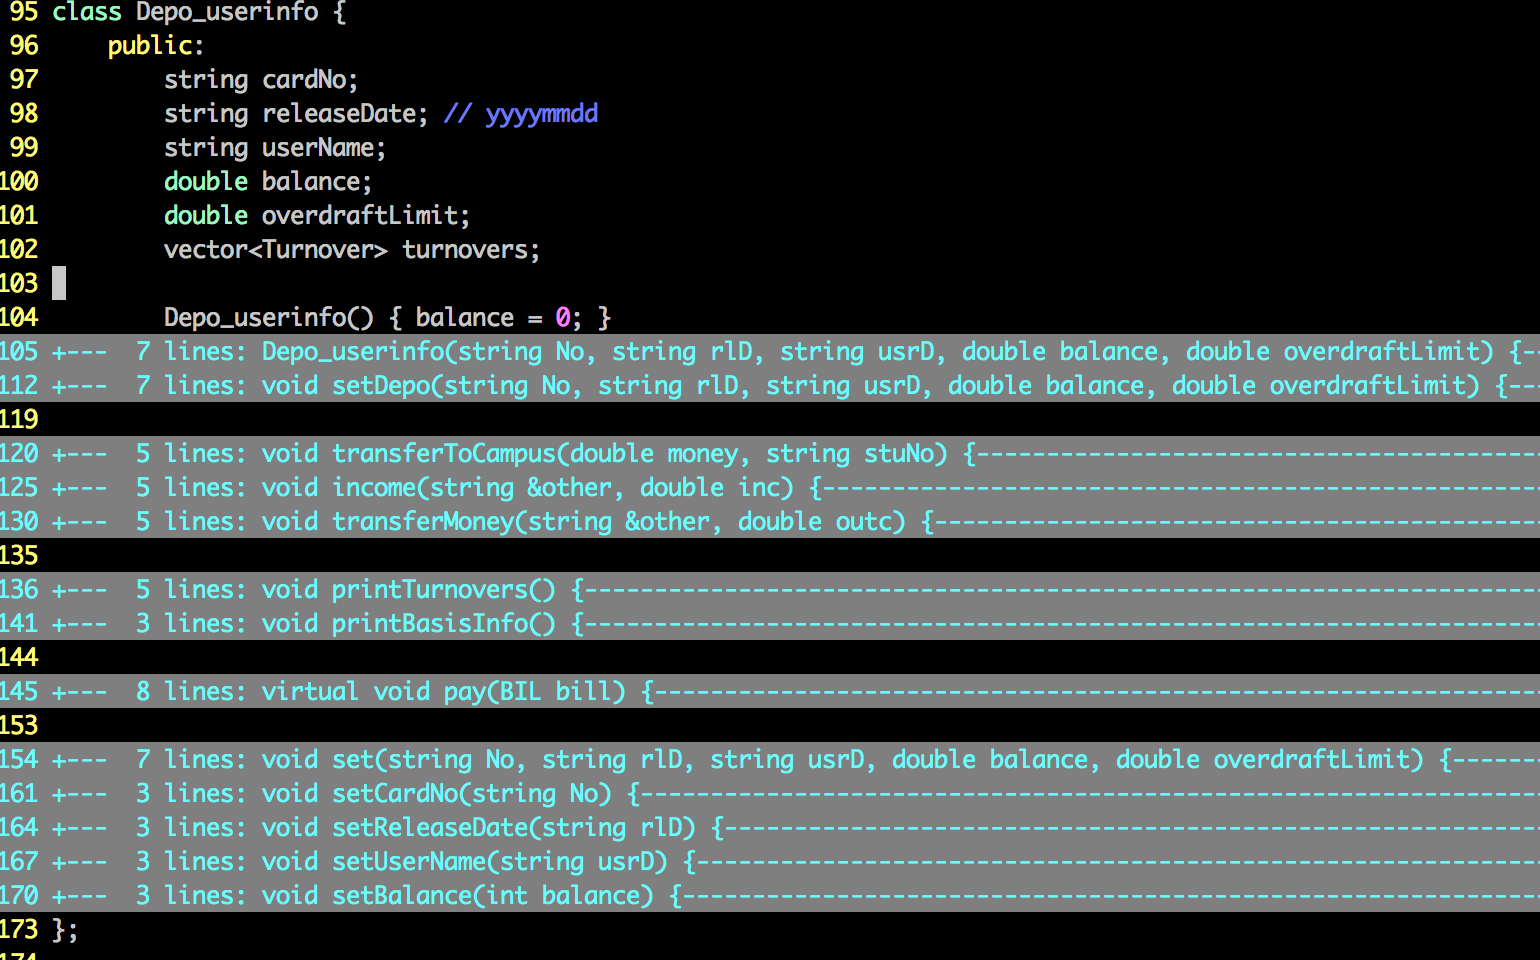 95 class Depo_userinfo {
96     public:
97         string cardNo;
98         string releaseDate; // yyyymmdd
99         string userName;
100         double balance;
101         double overdraftLimit;
102         vector<Turnover> turnovers;
103
104         Depo_userinfo() { balance = 0; }
105 +---  7 lines: Depo_userinfo(string No, string rlD, string usrD, double balance, double overdraftLimit) {--
112 +---  7 lines: void setDepo(string No, string rlD, string usrD, double balance, double overdraftLimit) {---
119
120 +---  5 lines: void transferToCampus(double money, string stuNo) {-----------------------------------------
125 +---  5 lines: void income(string &other, double inc) {----------------------------------------------------
130 +---  5 lines: void transferMoney(string &other, double outc) {--------------------------------------------
135
136 +---  5 lines: void printTurnovers() {---------------------------------------------------------------------
141 +---  3 lines: void printBasisInfo() {---------------------------------------------------------------------
144
145 +---  8 lines: virtual void pay(BIL bill) {----------------------------------------------------------------
153
154 +---  7 lines: void set(string No, string rlD, string usrD, double balance, double overdraftLimit) {-------
161 +---  3 lines: void setCardNo(string No) {-----------------------------------------------------------------
164 +---  3 lines: void setReleaseDate(string rlD) {-----------------------------------------------------------
167 +---  3 lines: void setUserName(string usrD) {-------------------------------------------------------------
170 +---  3 lines: void setBalance(int balance) {--------------------------------------------------------------
173 };
174